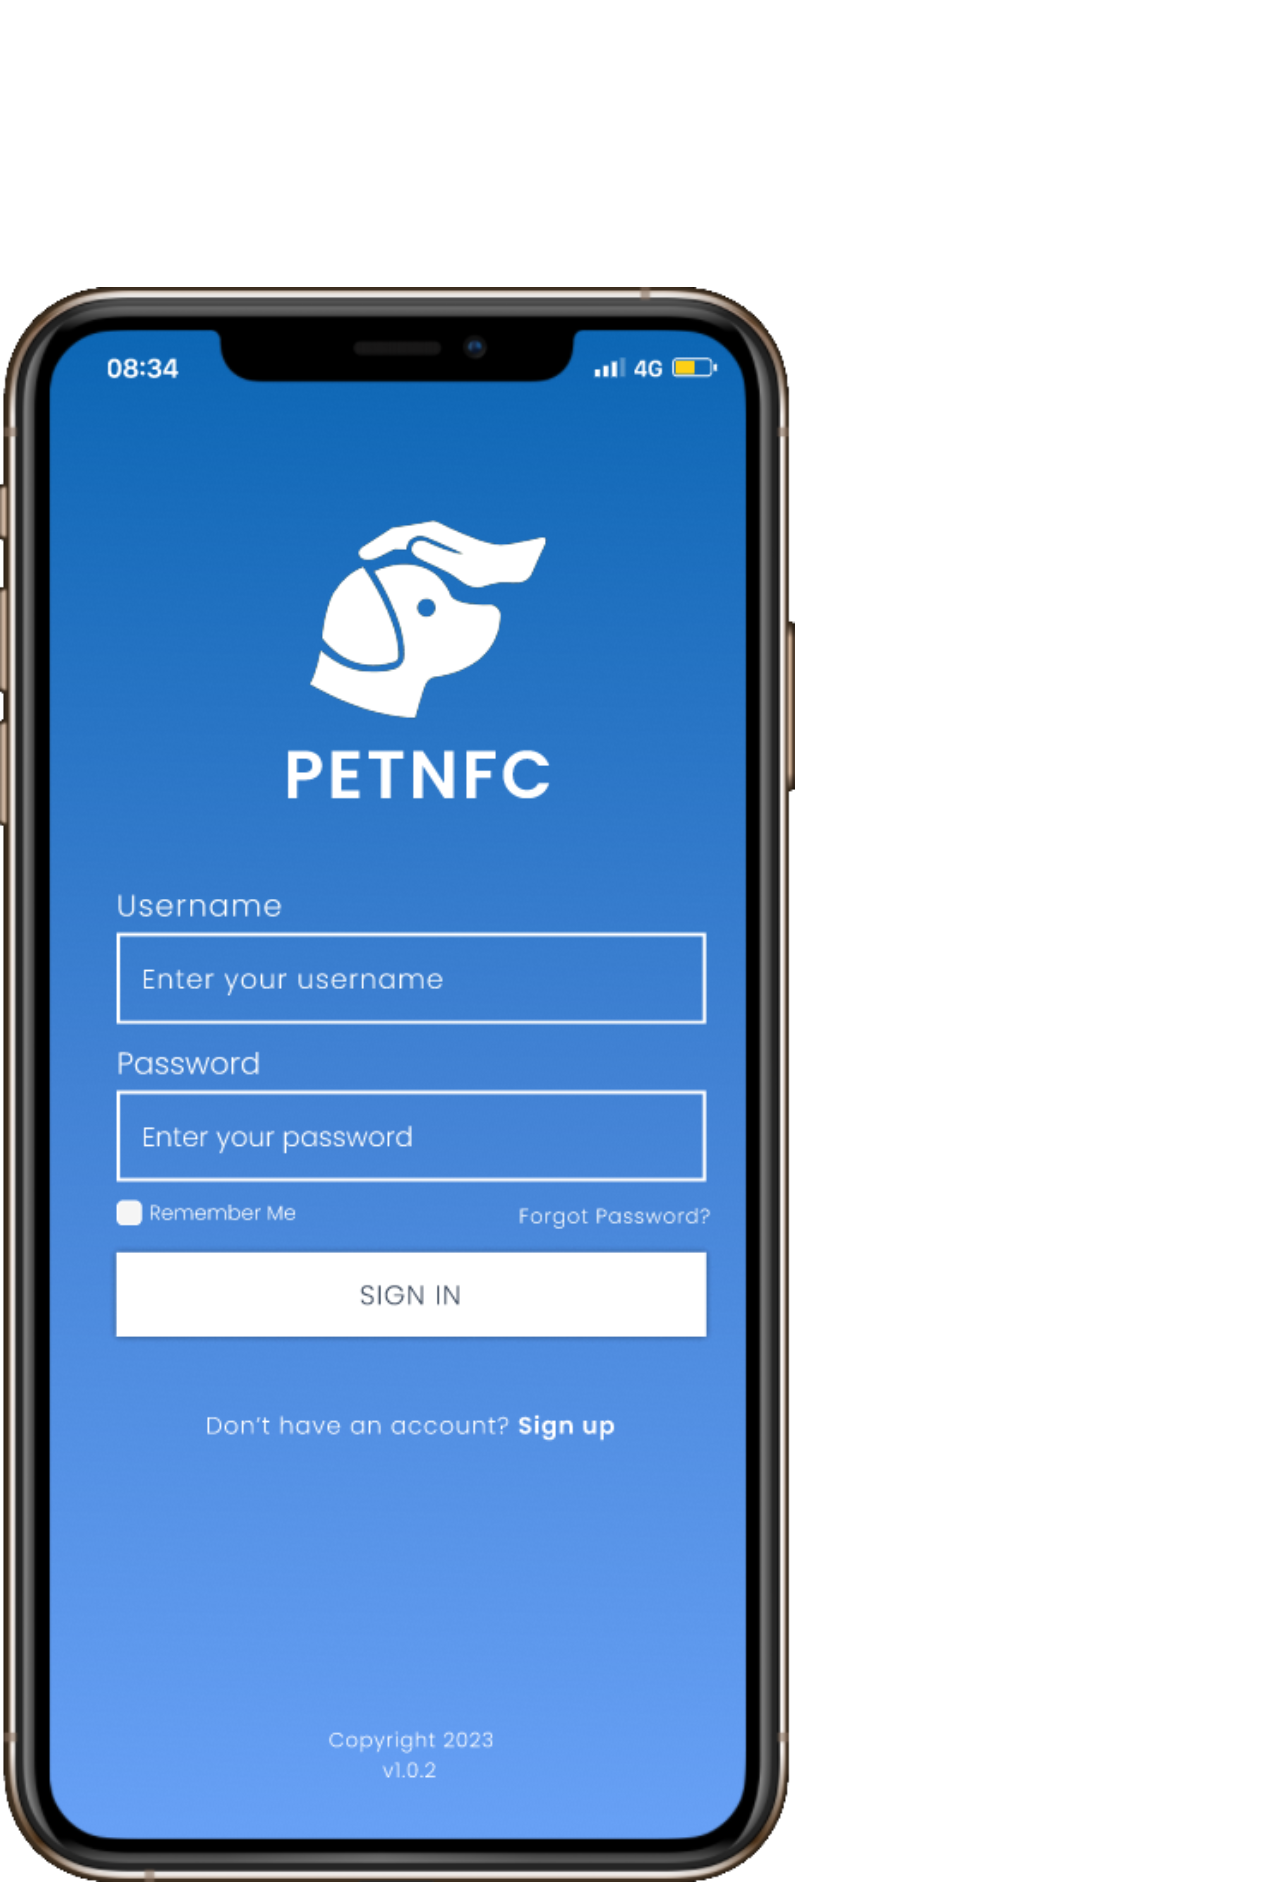 08:34 4G
PETNFC
Username
Enter your username
Password
Enter your password
Remember Me Forgot Password?
SIGN IN
Don't have an account? Sign up
Copyright 2023
v1.0.2